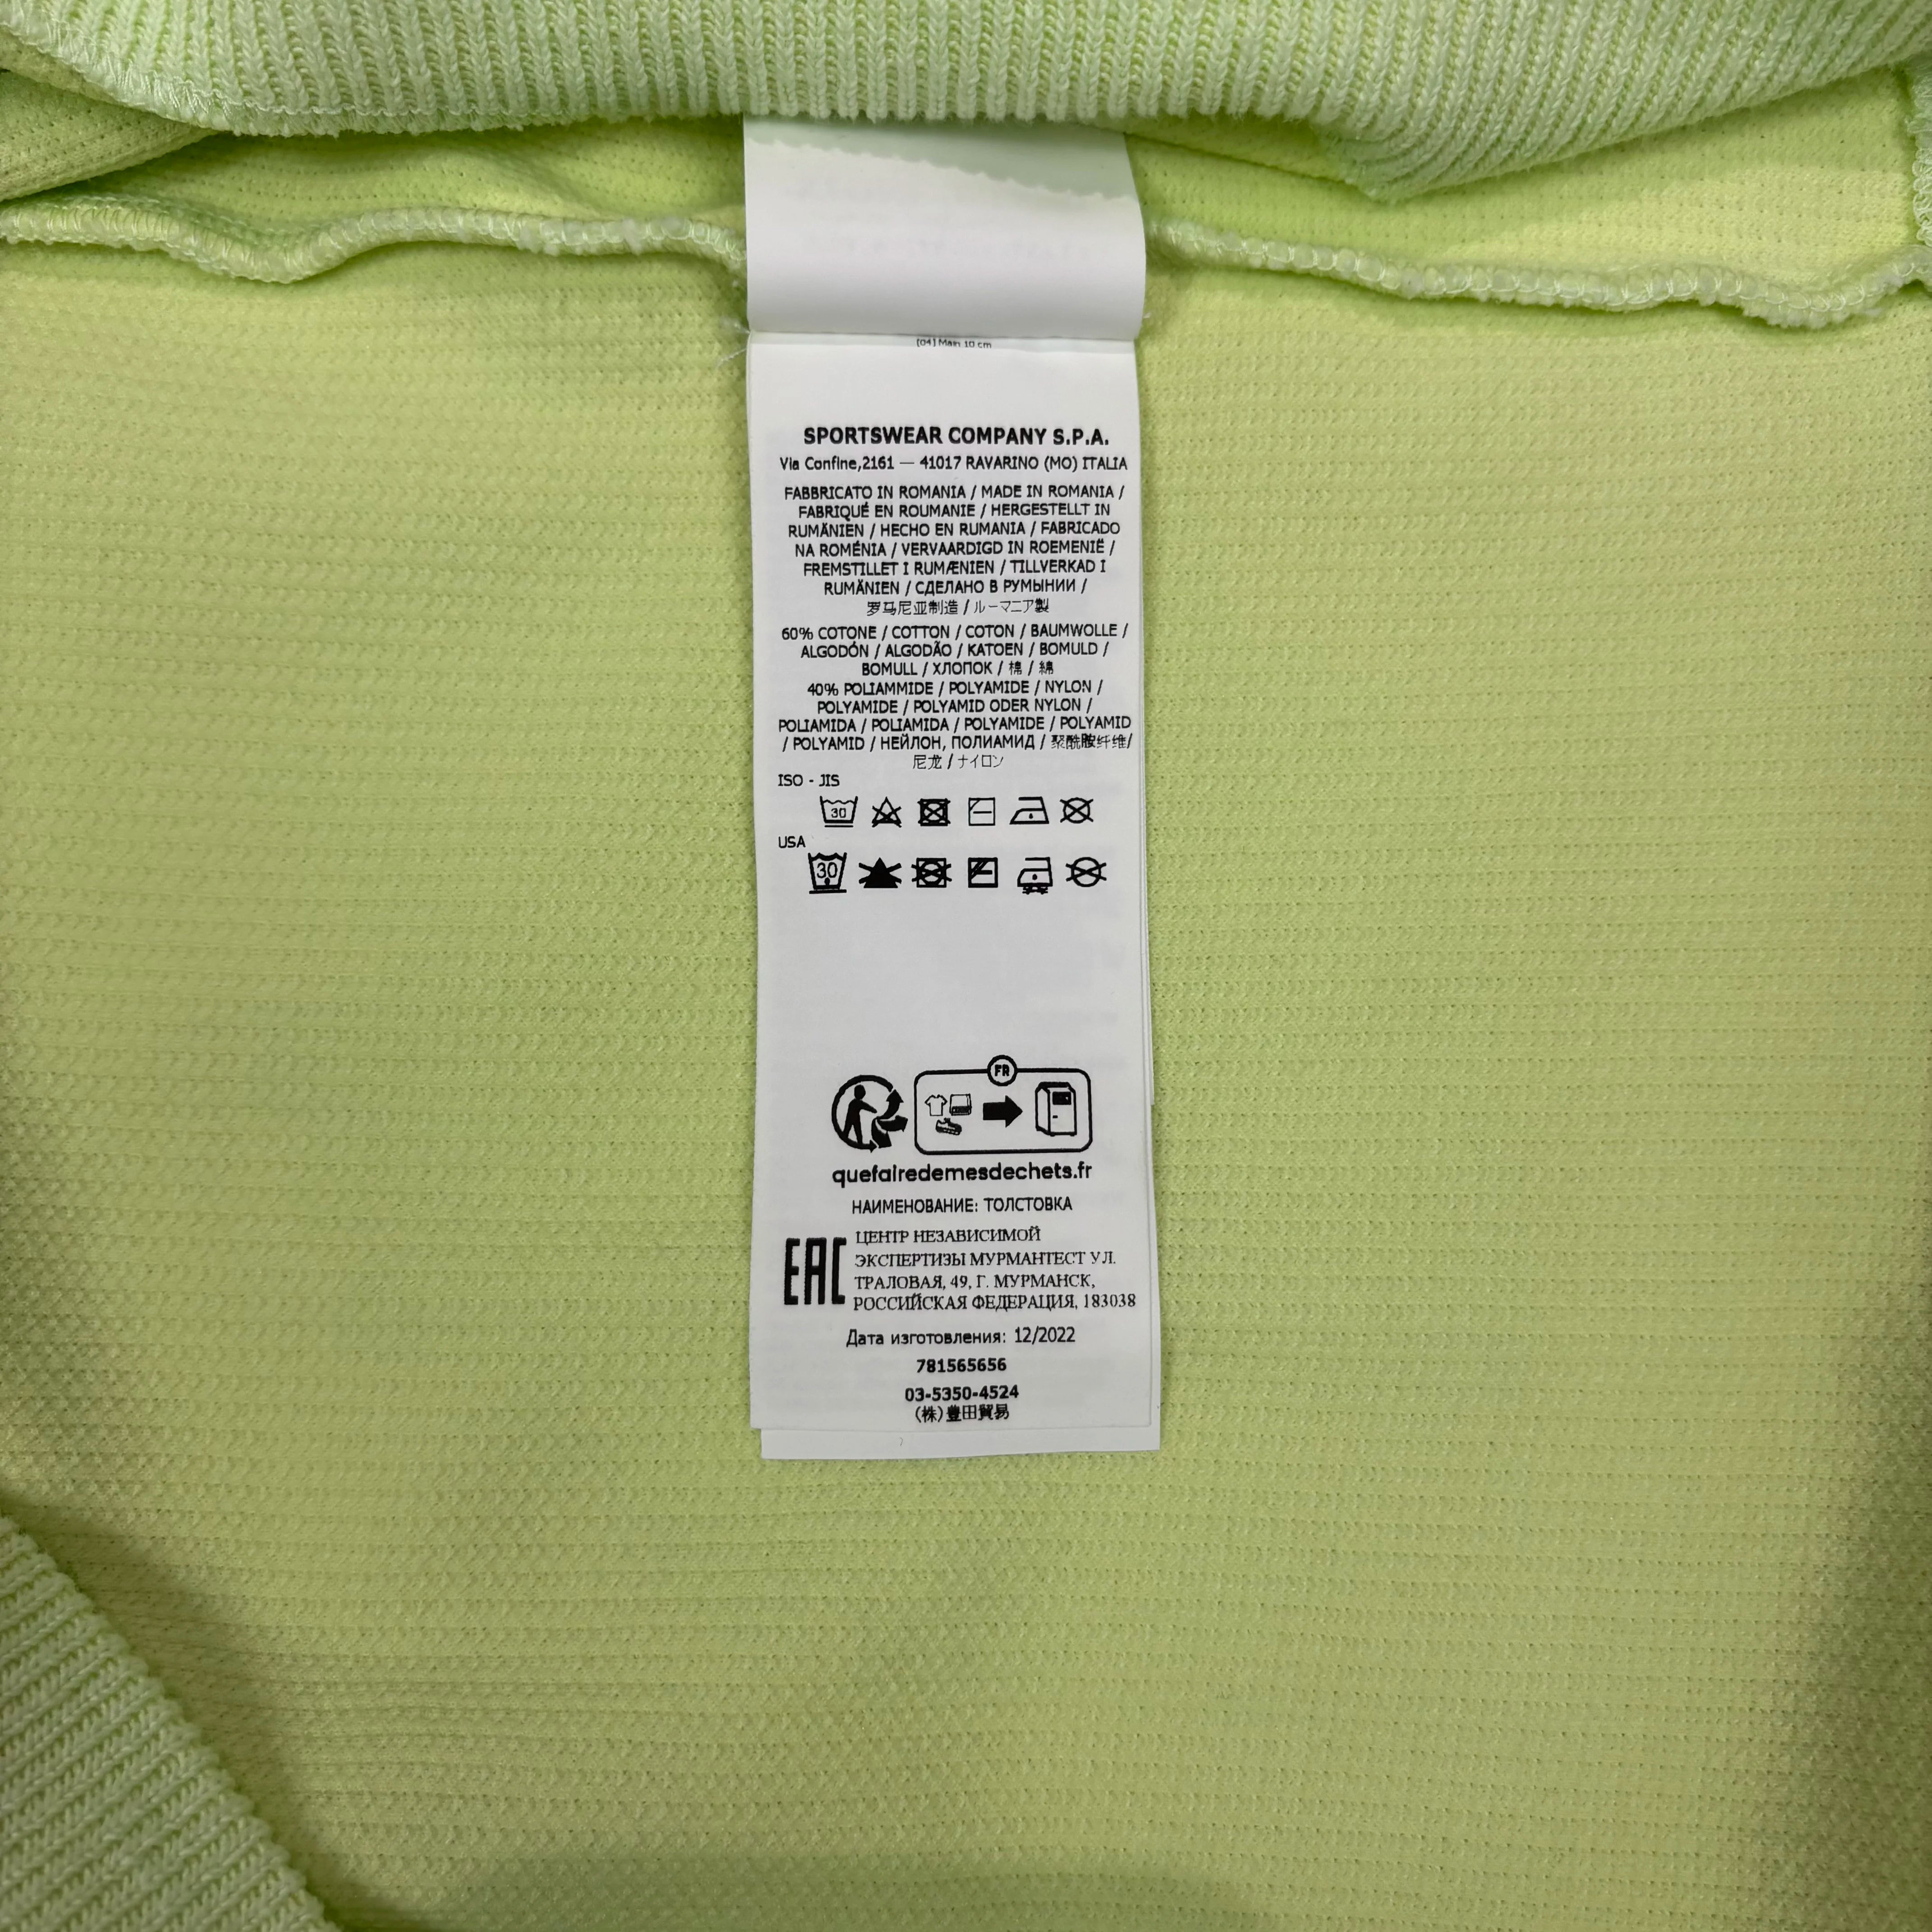 (04) Main 10 cm
SPORTSWEAR COMPANY S.P.A.
Via Confine,2161 — 41017 RAVARINO (MO) ITALIA
FABBRICATO IN ROMANIA / MADE IN ROMANIA /
FABRIQUÉ EN ROUMANIE / HERGESTELLT IN
RUMÄNIEN / HECHO EN RUMANIA / FABRICADO
NA ROMÉNIA / VERVAARDIGD IN ROEMENIË /
FREMSTILLET I RUMÆNIEN / TILLVERKAD I
RUMÄNIEN / СДЕЛАНО В РУМЫНИИ /
罗马尼亚制造 / ルーマニア製
60% COTONE / COTTON / COTON / BAUMWOLLE /
ALGODÓN / ALGODÃO / KATOEN / BOMULD /
BOMULL / ХЛОПОК / 棉 / 綿
40% POLIAMMIDE / POLYAMIDE / NYLON /
POLYAMIDE / POLYAMID ODER NYLON /
POLIAMIDA / POLIAMIDA / POLYAMIDE / POLYAMID
/ POLYAMID / НЕЙЛОН, ПОЛИАМИД / 聚酰胺纤维/
尼龙 / ナイロン
ISO - JIS
30
USA
30
FR
quefairedemesdechets.fr
НАИМЕНОВАНИЕ: ТОЛСТОВКА
EAC
ЦЕНТР НЕЗАВИСИМОЙ
ЭКСПЕРТИЗЫ МУРМАНТЕСТ УЛ.
ТРАЛОВАЯ, 49, Г. МУРМАНСК,
РОССИЙСКАЯ ФЕДЕРАЦИЯ, 183038
Дата изготовления: 12/2022
781565656
03-5350-4524
(株)豊田貿易